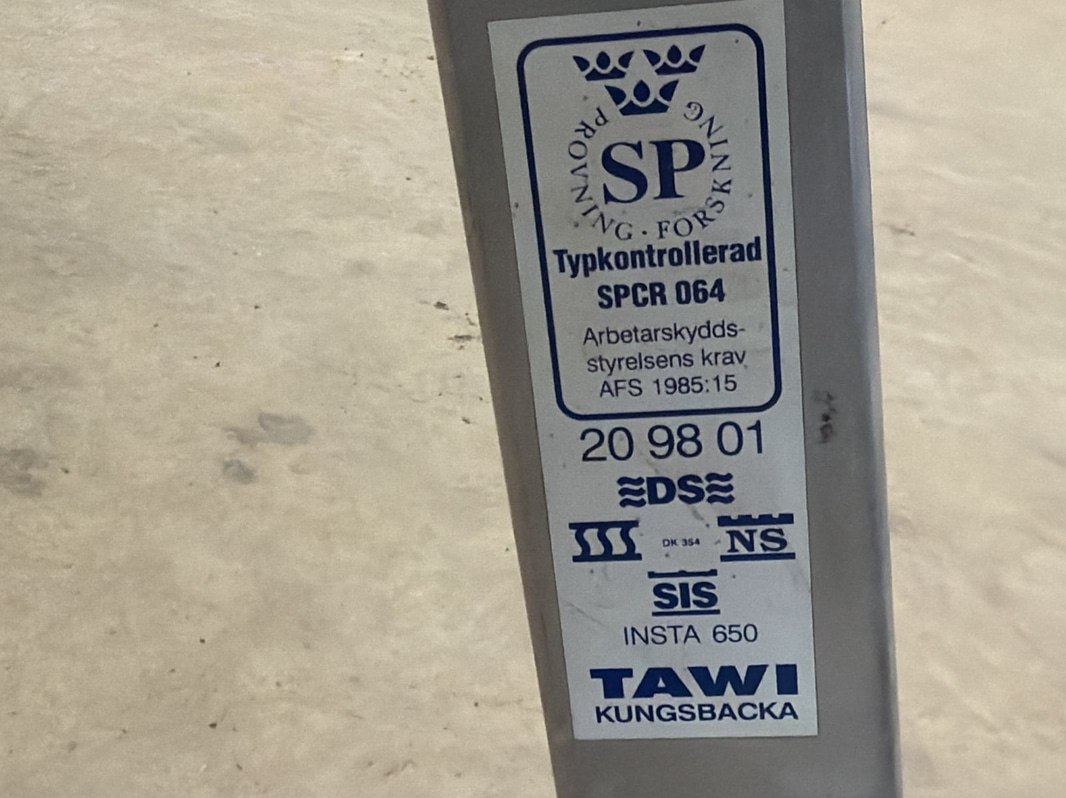 PROVNING · FORSKNING
SP
Typkontrollerad
SPCR 064
Arbetarskydds-
styrelsens krav
AFS 1985:15
20 98 01
DS
SSS DK 354 NS
SIS
INSTA 650
TAWI
KUNGSBACKA